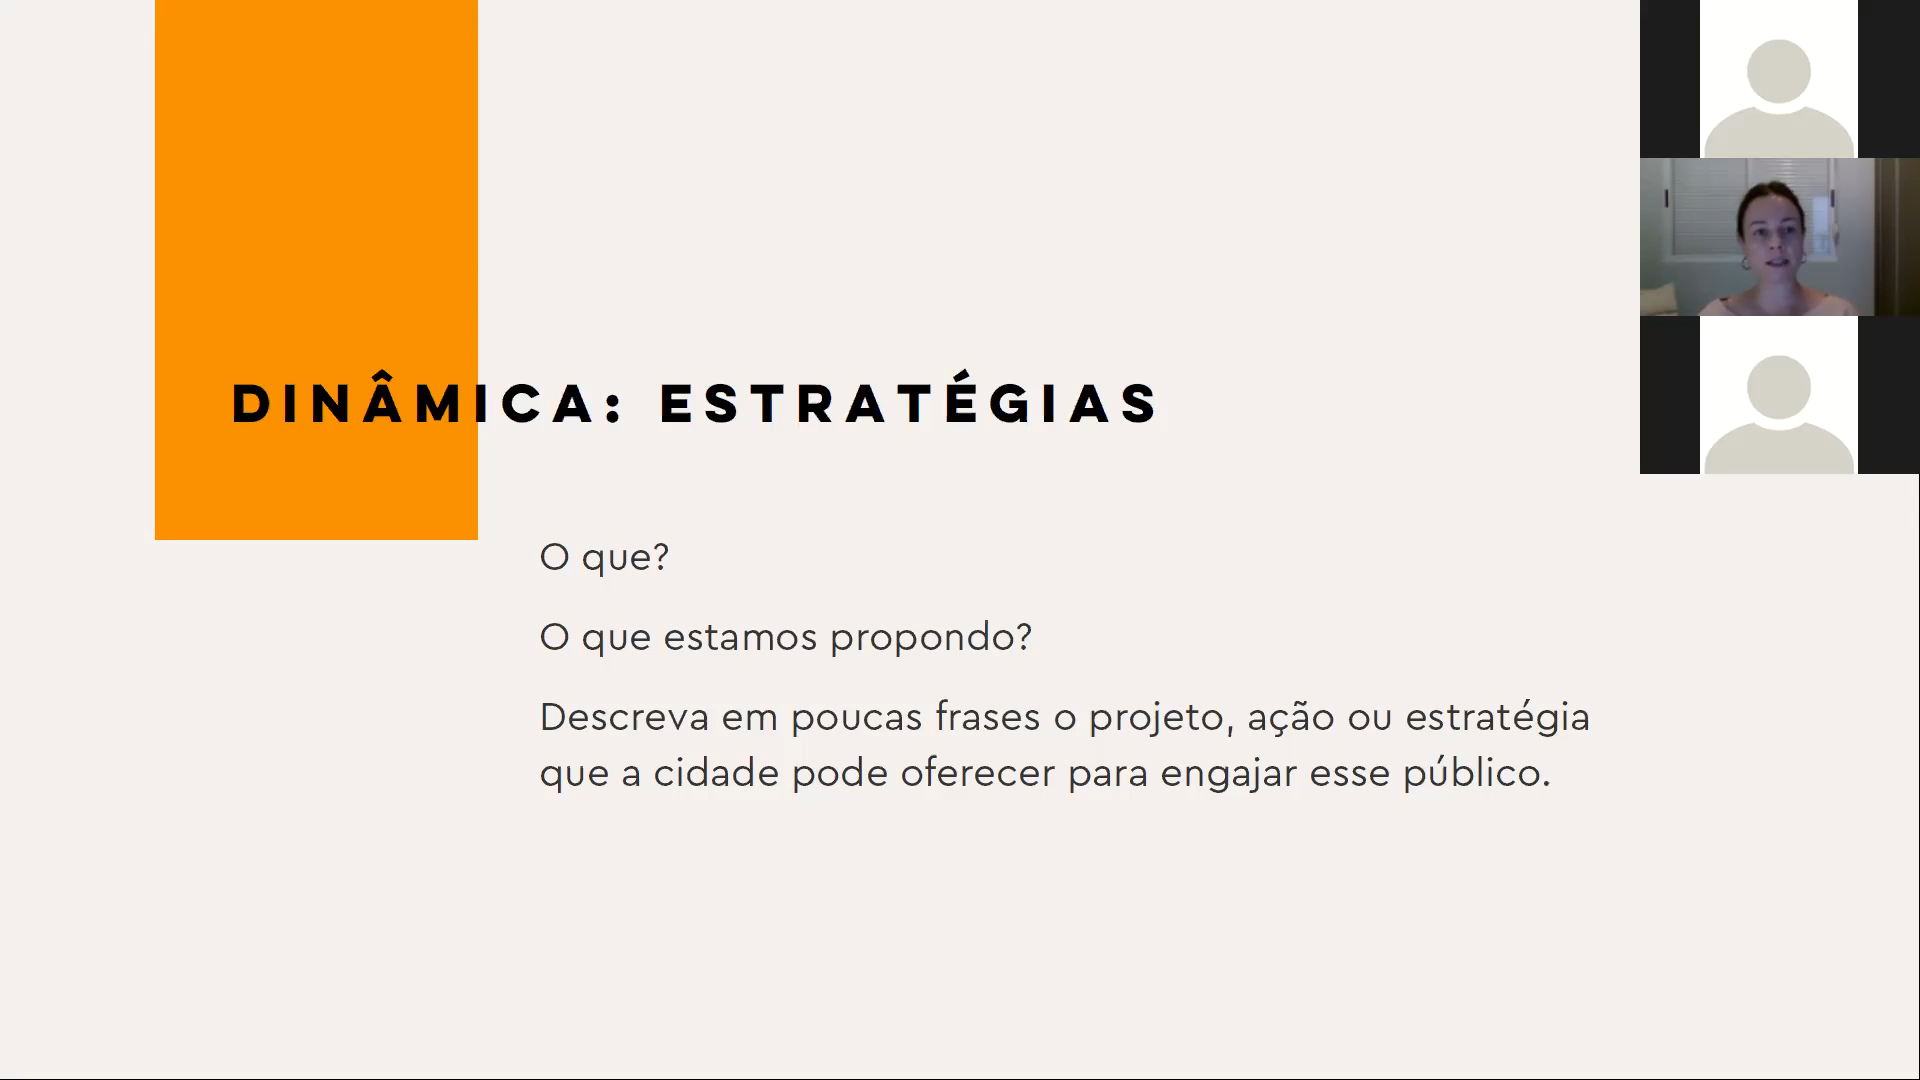 DINÂMICA: ESTRATÉGIAS
O que?
O que estamos propondo?
Descreva em poucas frases o projeto, ação ou estratégia
que a cidade pode oferecer para engajar esse público.